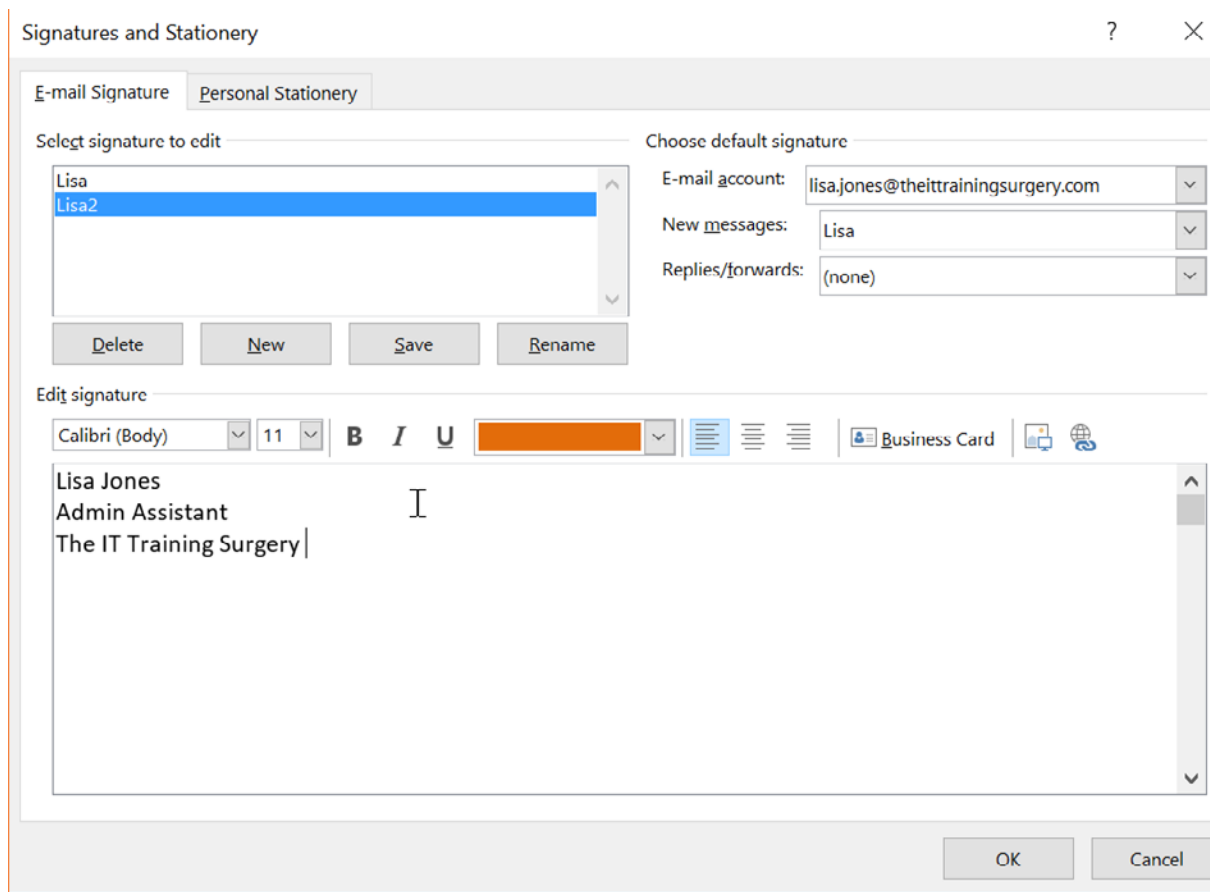 Signatures and Stationery ?
E-mail Signature Personal Stationery
Select signature to edit
Lisa
Lisa2
Delete New Save Rename
Choose default signature
E-mail account: lisa.jones@theittrainingsurgery.com
New messages: Lisa
Replies/forwards: (none)
Edit signature
Calibri (Body) 11 B I U Business Card
Lisa Jones
Admin Assistant
The IT Training Surgery
OK Cancel